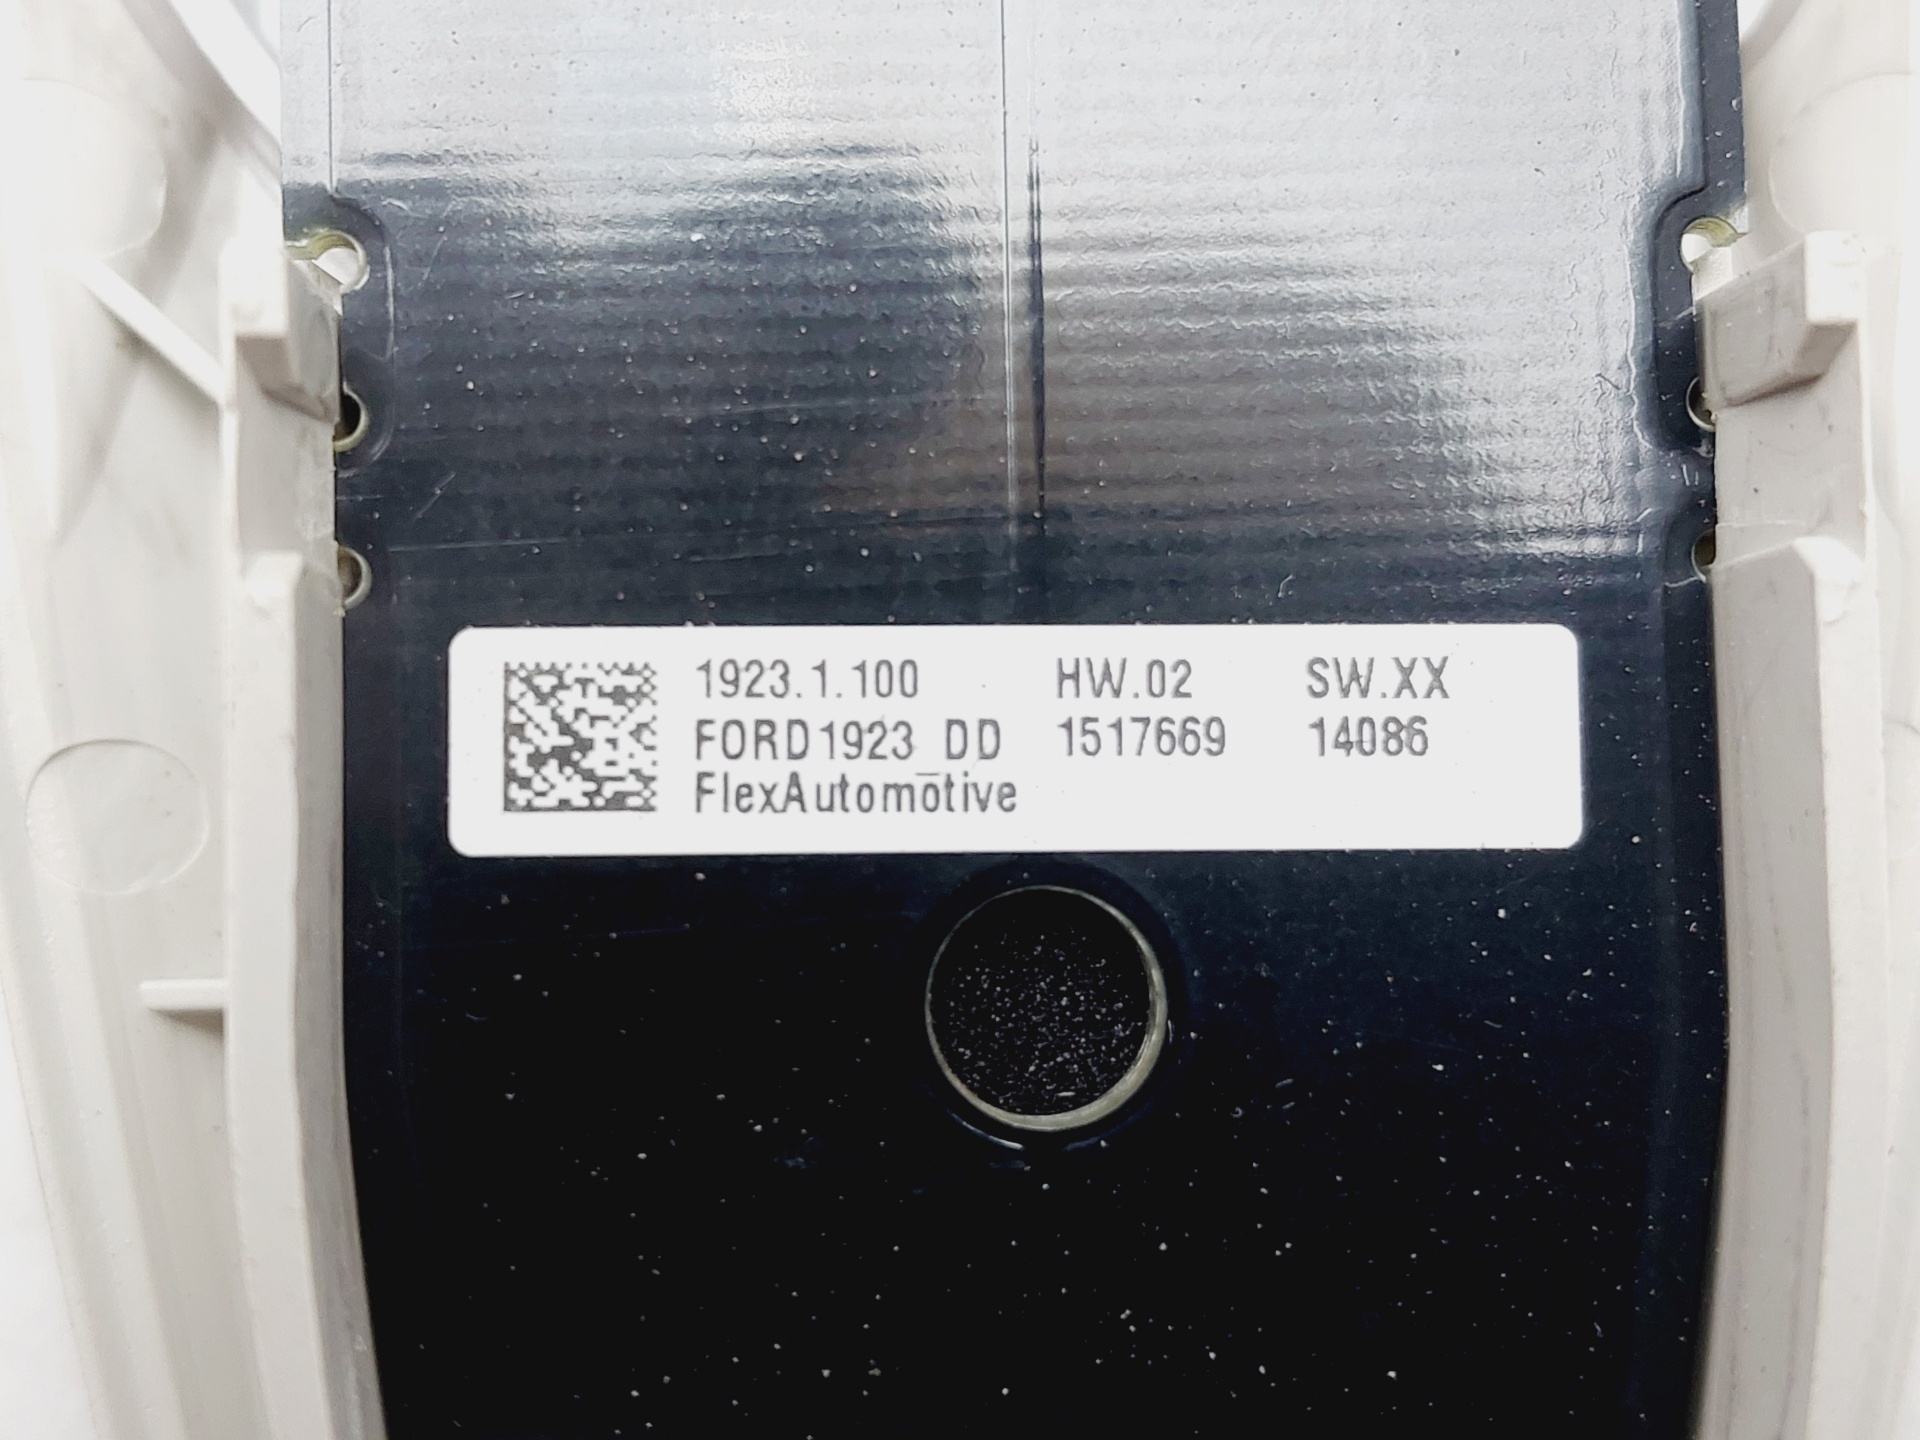 1923.1.100 HW.02 SW.XX
FORD1923_DD 1517669 14086
FlexAutomotive